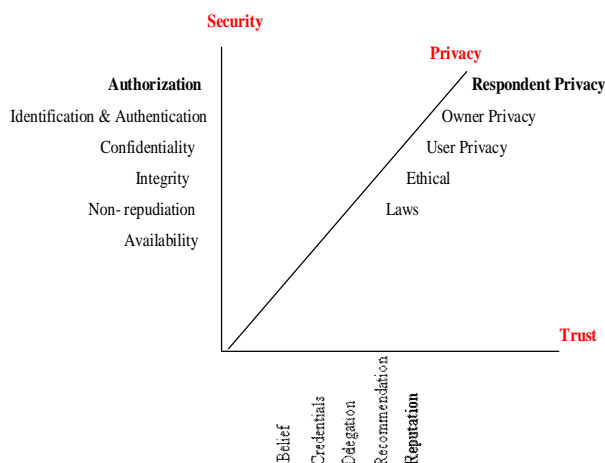 Security
Privacy
Authorization
Respondent Privacy
Identification & Authentication
Owner Privacy
Confidentiality
User Privacy
Integrity
Ethical
Non- repudiation
Laws
Availability
Trust
Belief
Credentials
Delegation
Recommendation
Reputation